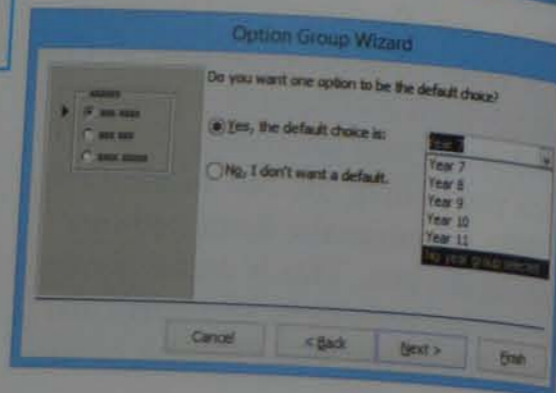 Option Group Wizard
Do you want one option to be the default choice?
Yes, the default choice is:
Year 7
Year 7
Year 8
Year 9
Year 10
Year 11
No year group selected
No, I don't want a default.
Cancel
< Back
Next >
Finish